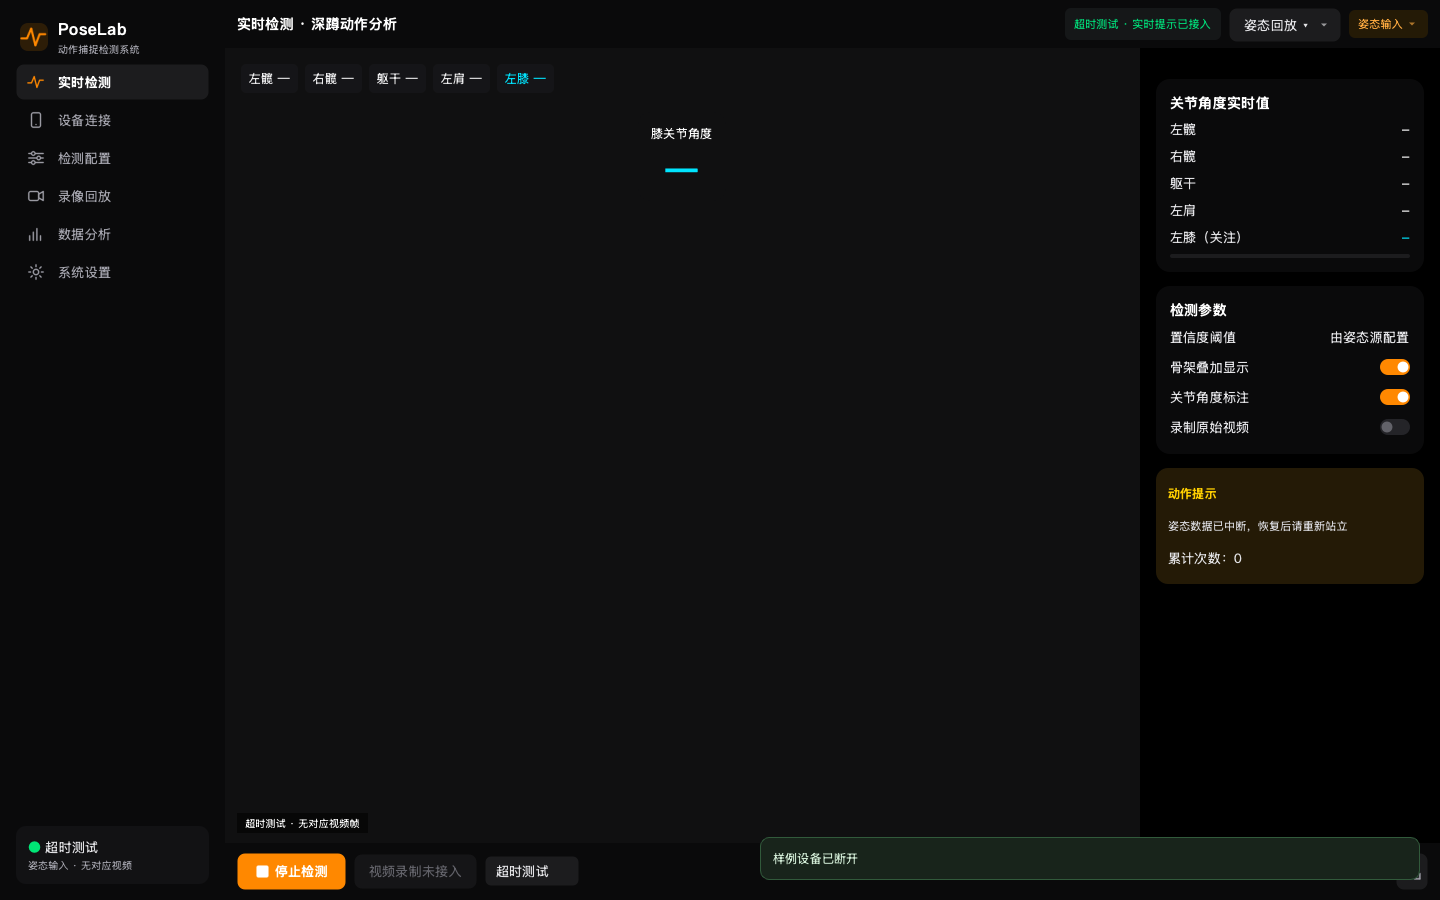 PoseLab
动作捕捉检测系统
实时检测
设备连接
检测配置
录像回放
数据分析
系统设置
超时测试
姿态输入 · 无对应视频
实时检测 · 深蹲动作分析
超时测试 · 实时提示已接入
姿态回放
姿态输入
左髋 —
右髋 —
躯干 —
左肩 —
左膝 —
膝关节角度
—
超时测试 · 无对应视频帧
停止检测
视频录制未接入
超时测试
关节角度实时值
左髋 —
右髋 —
躯干 —
左肩 —
左膝（关注） —
检测参数
置信度阈值 由姿态源配置
骨架叠加显示
关节角度标注
录制原始视频
动作提示
姿态数据已中断，恢复后请重新站立
累计次数：0
样例设备已断开